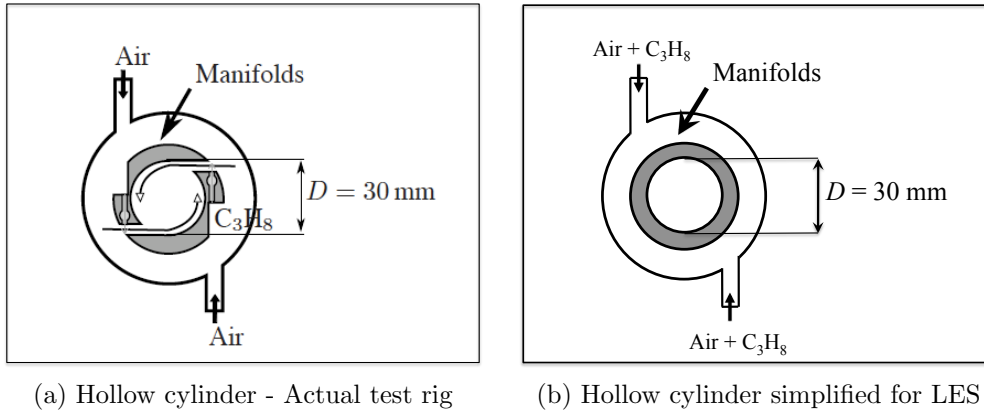 Air
Manifolds
D = 30 mm
C₃H₈
Air
(a) Hollow cylinder - Actual test rig
Air + C₃H₈
Manifolds
D = 30 mm
Air + C₃H₈
(b) Hollow cylinder simplified for LES